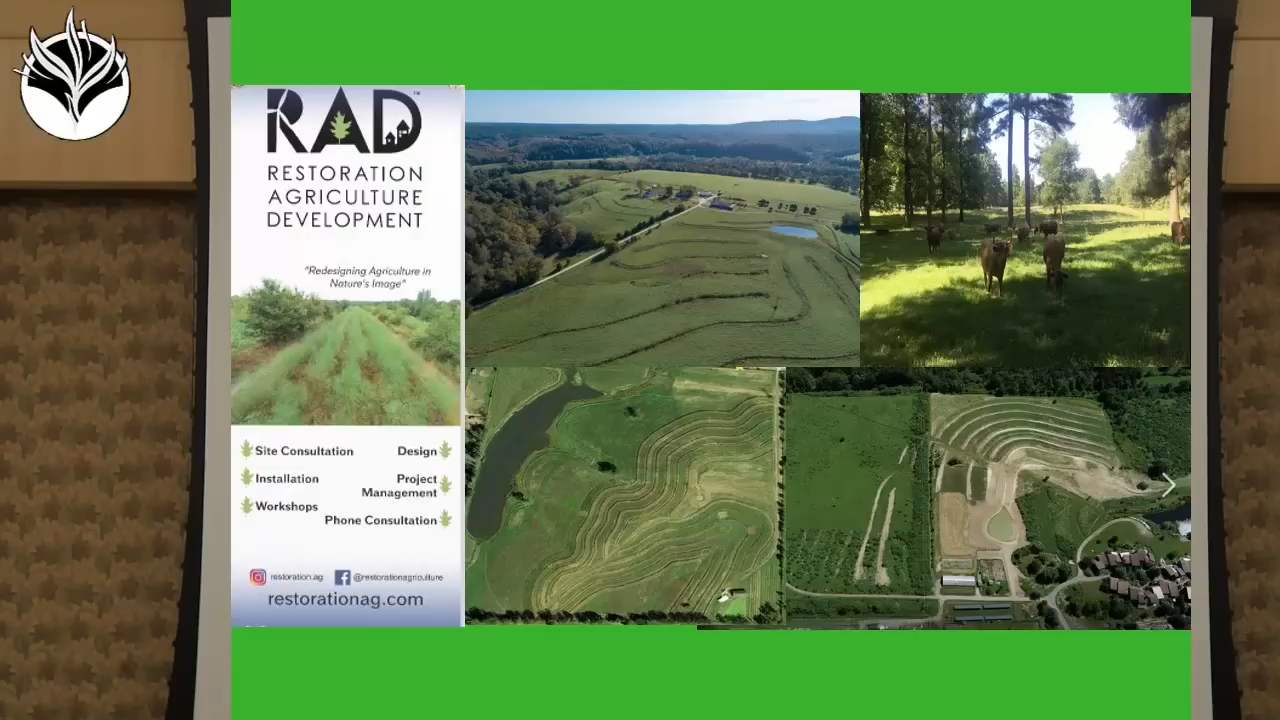 RAD™
RESTORATION
AGRICULTURE
DEVELOPMENT
"Redesigning Agriculture in
Nature's Image"
Site Consultation
Design
Installation
Project
Management
Workshops
Phone Consultation
restoration.ag
@restorationagriculture
restorationag.com